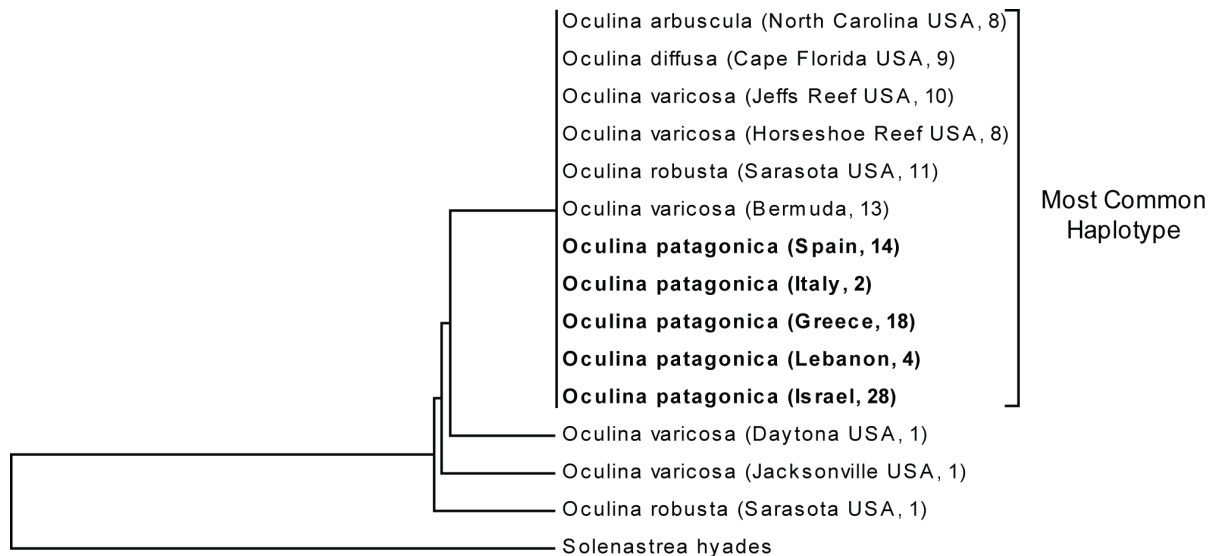 Oculina arbuscula (North Carolina USA, 8)
Oculina diffusa (Cape Florida USA, 9)
Oculina varicosa (Jeffs Reef USA, 10)
Oculina varicosa (Horseshoe Reef USA, 8)
Oculina robusta (Sarasota USA, 11)
Oculina varicosa (Bermuda, 13)
Oculina patagonica (Spain, 14)
Oculina patagonica (Italy, 2)
Oculina patagonica (Greece, 18)
Oculina patagonica (Lebanon, 4)
Oculina patagonica (Israel, 28)
Oculina varicosa (Daytona USA, 1)
Oculina varicosa (Jacksonville USA, 1)
Oculina robusta (Sarasota USA, 1)
Solenastrea hyades
Most Common
Haplotype